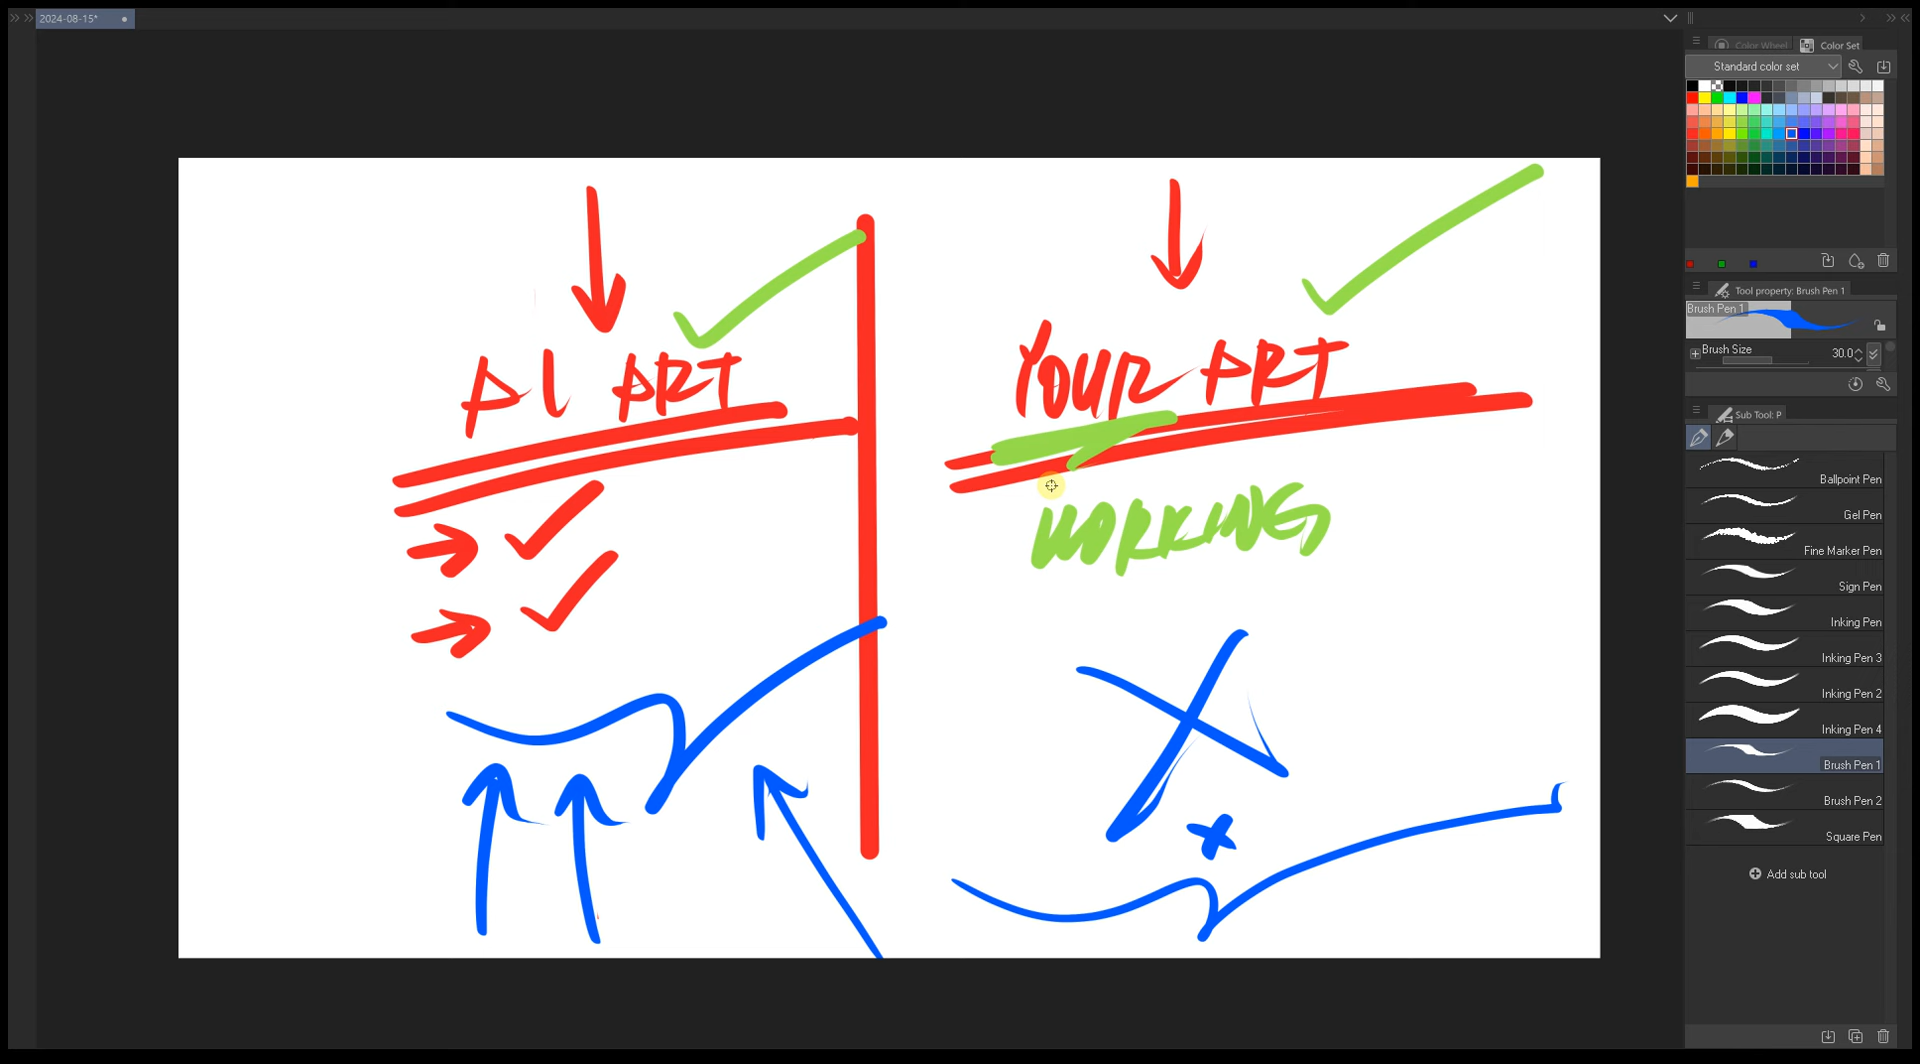 2024-08-15*
Color Wheel
Color Set
Standard color set
Tool property: Brush Pen 1
Brush Pen 1
Brush Size
30.0
Sub Tool: P
Ballpoint Pen
Gel Pen
Fine Marker Pen
Sign Pen
Inking Pen
Inking Pen 3
Inking Pen 2
Inking Pen 4
Brush Pen 1
Brush Pen 2
Square Pen
Add sub tool
AI ART
YOUR ART
WORKING